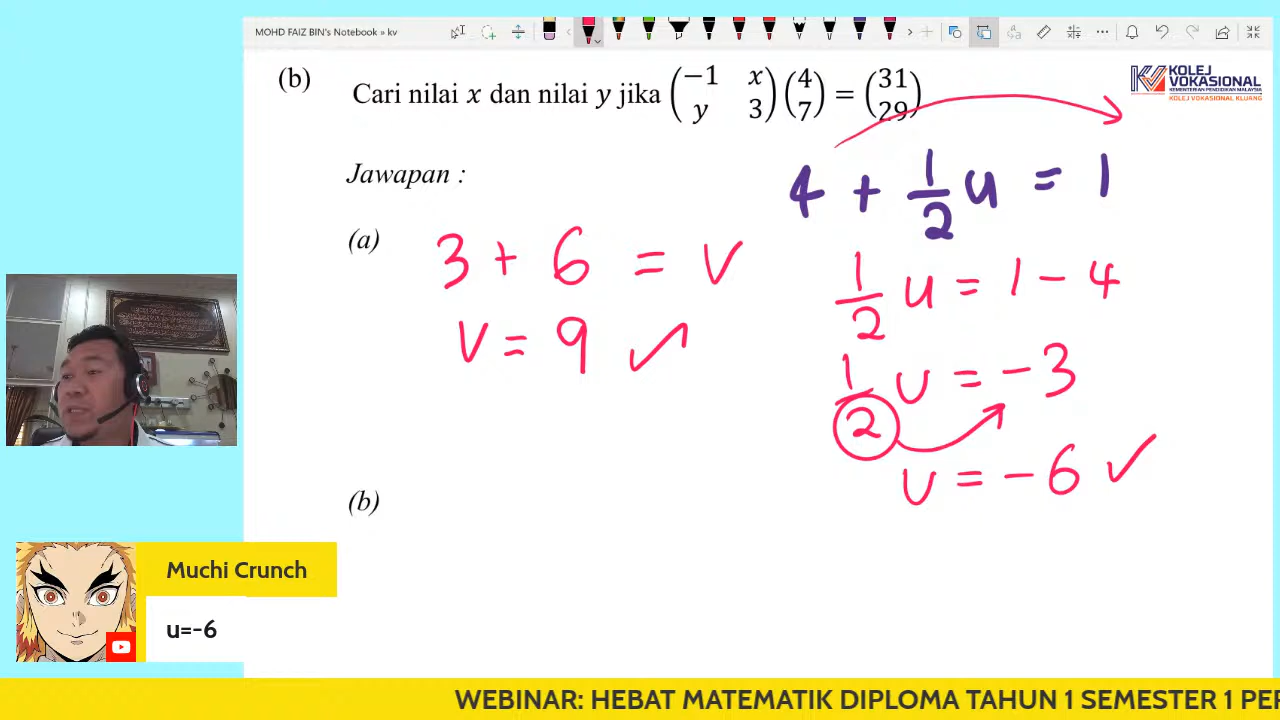 MOHD FAIZ BIN's Notebook » kv
(b)
Cari nilai x dan nilai y jika (−1 x y 3) (4 7) = (31 29)
KOLEJ
VOKASIONAL
KEMENTERIAN PENDIDIKAN MALAYSIA
KOLEJ VOKASIONAL KLUANG
Jawapan :
4 + 1/2 u = 1
(a)
3 + 6 = v
1/2 u = 1 − 4
v = 9 ✓
1/2 u = −3
u = −6 ✓
(b)
Muchi Crunch
u=-6
WEBINAR: HEBAT MATEMATIK DIPLOMA TAHUN 1 SEMESTER 1 PER